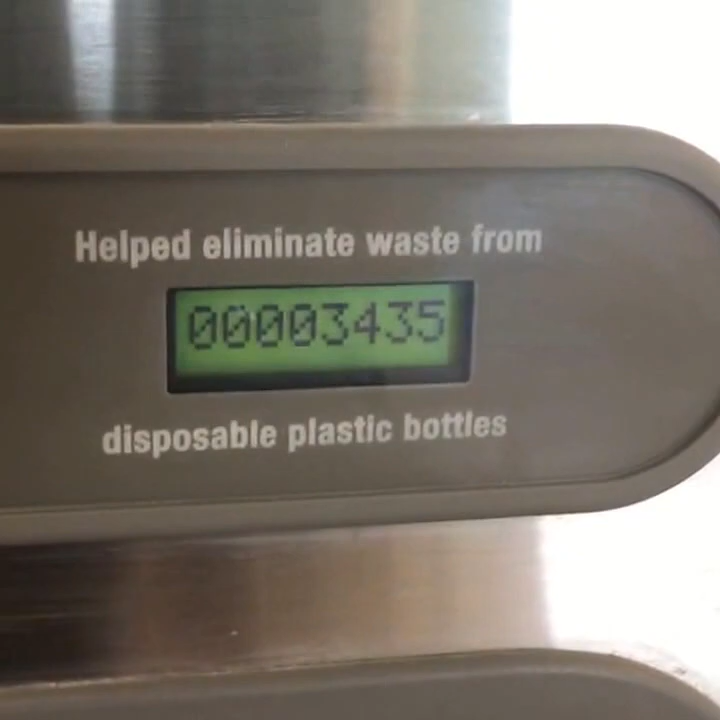 Helped eliminate waste from
00003435
disposable plastic bottles